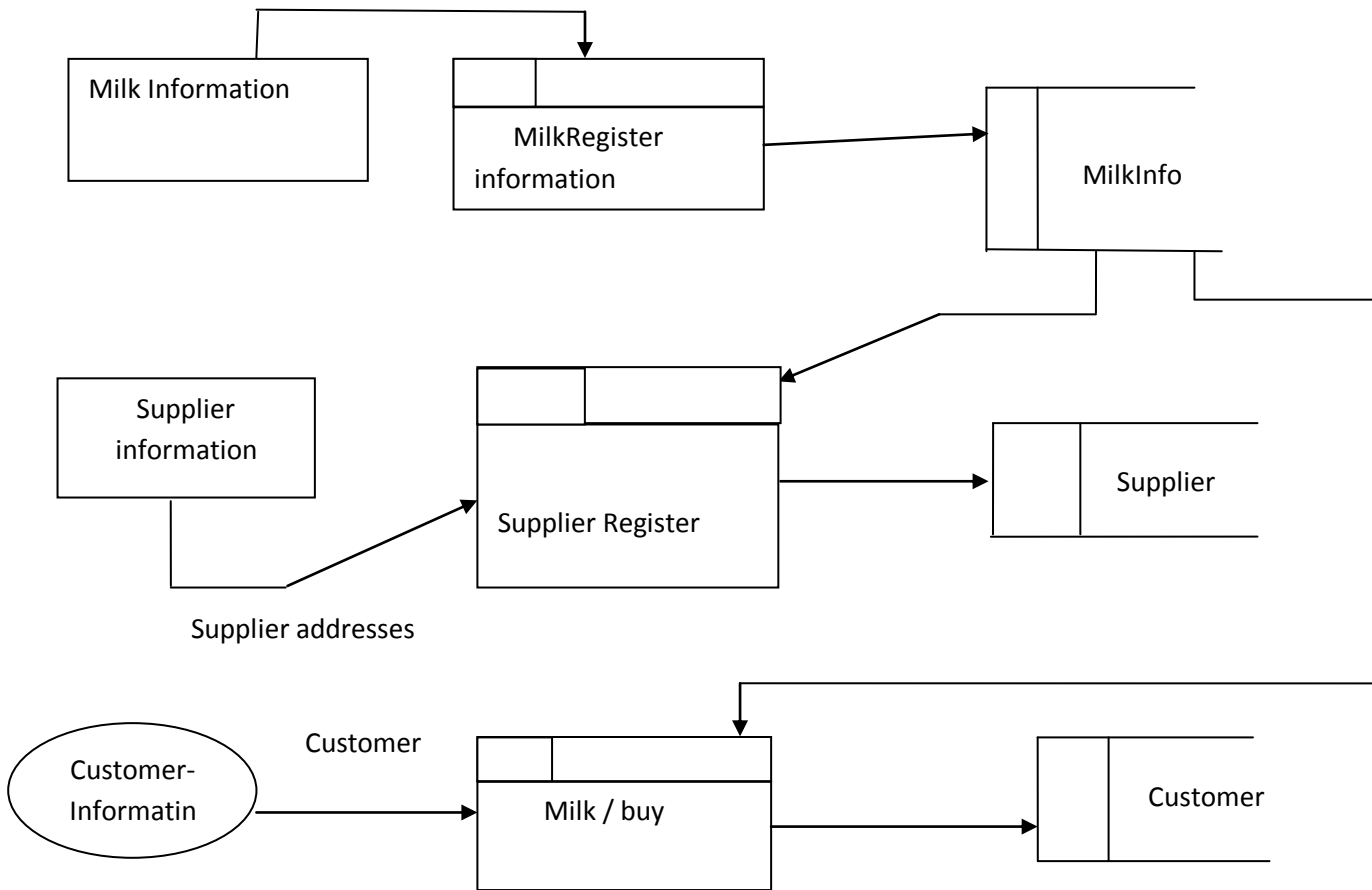 Milk Information
MilkRegister
information
MilkInfo
Supplier
information
Supplier Register
Supplier
Supplier addresses
Customer-
Informatin
Customer
Milk / buy
Customer